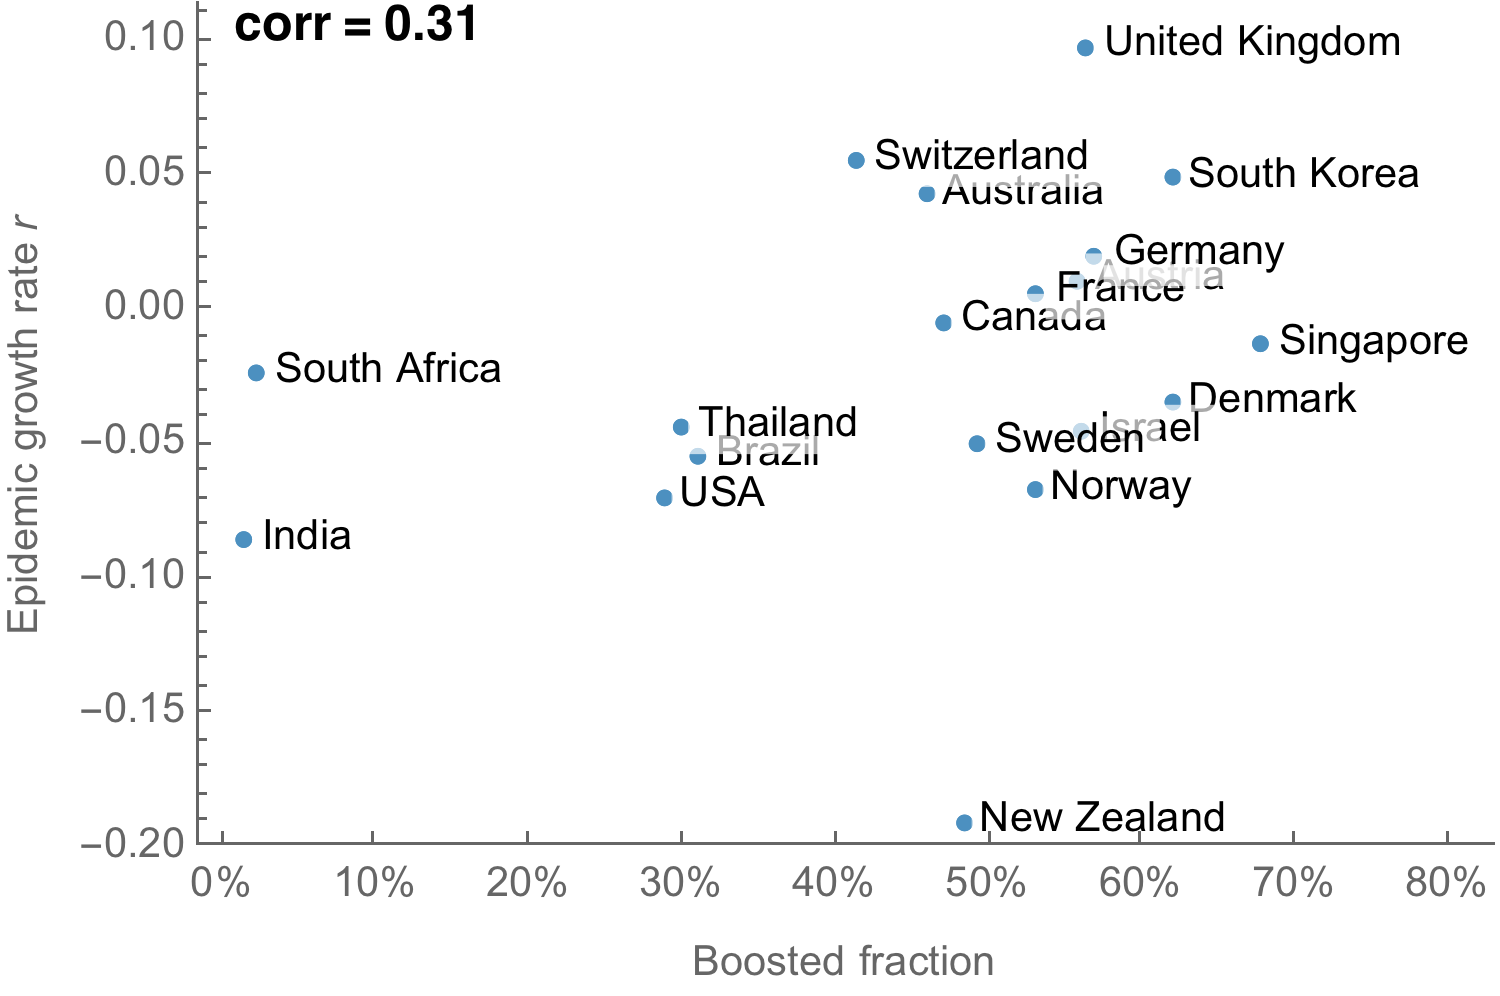 corr = 0.31
0.10
United Kingdom
Switzerland
0.05
South Korea
Australia
Germany
Austria
France
0.00
Canada
Singapore
South Africa
Denmark
Thailand
Israel
−0.05
Sweden
Brazil
USA
Norway
India
−0.10
−0.15
New Zealand
−0.20
0% 10% 20% 30% 40% 50% 60% 70% 80%
Epidemic growth rate r
Boosted fraction